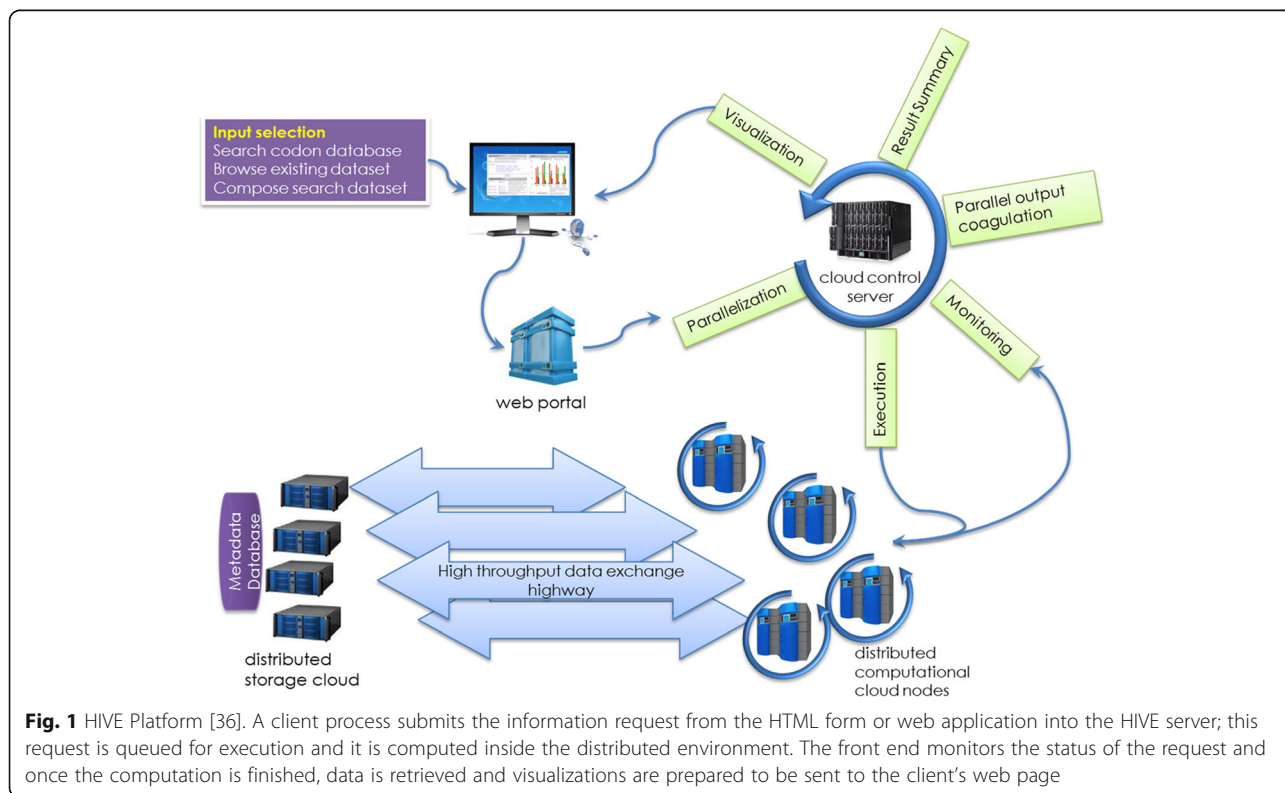 Input selection
Search codon database
Browse existing dataset
Compose search dataset
Visualization
Result Summary
Parallel output
coagulation
cloud control
server
Parallelization
Monitoring
Execution
web portal
Metadata
Database
High throughput data exchange
highway
distributed
storage cloud
distributed
computational
cloud nodes
Fig. 1 HIVE Platform [36]. A client process submits the information request from the HTML form or web application into the HIVE server; this
request is queued for execution and it is computed inside the distributed environment. The front end monitors the status of the request and
once the computation is finished, data is retrieved and visualizations are prepared to be sent to the client's web page